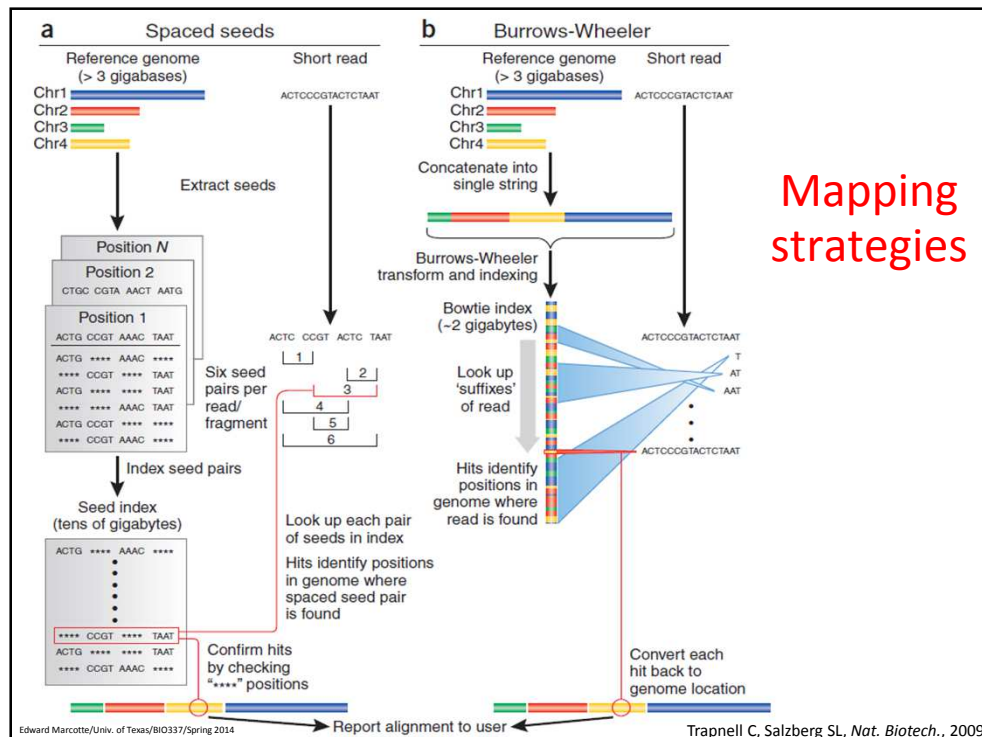 a Spaced seeds
Reference genome
(> 3 gigabases)
Short read
Chr1
ACTCCCGTACTCTAAT
Chr2
Chr3
Chr4
Extract seeds
Position N
Position 2
CTGC CCGTA AACT AATG
Position 1
ACTG CCGT AAAC TAAT
ACTG **** AAAC ****
**** CCGT **** TAAT
ACTG **** **** TAAT
**** **** AAAC TAAT
ACTG CCGT **** ****
**** CCGT AAAC ****
ACTC CCGT ACTC TAAT
1
2
3
4
5
6
Six seed
pairs per
read/
fragment
Index seed pairs
Seed index
(tens of gigabytes)
ACTG **** AAAC ****
**** CCGT **** TAAT
ACTG **** **** TAAT
**** CCGT AAAC ****
Look up each pair
of seeds in index
Hits identify positions
in genome where
spaced seed pair
is found
Confirm hits
by checking
"****" positions
b Burrows-Wheeler
Reference genome
(> 3 gigabases)
Short read
Chr1
ACTCCCGTACTCTAAT
Chr2
Chr3
Chr4
Concatenate into
single string
Burrows-Wheeler
transform and indexing
Bowtie index
(~2 gigabytes)
ACTCCCGTACTCTAAT
T
AT
AAT
Look up
'suffixes'
of read
ACTCCCGTACTCTAAT
Hits identify
positions in
genome where
read is found
Convert each
hit back to
genome location
Report alignment to user
Mapping
strategies
Edward Marcotte/Univ. of Texas/BIO337/Spring 2014
Trapnell C, Salzberg SL, Nat. Biotech., 2009